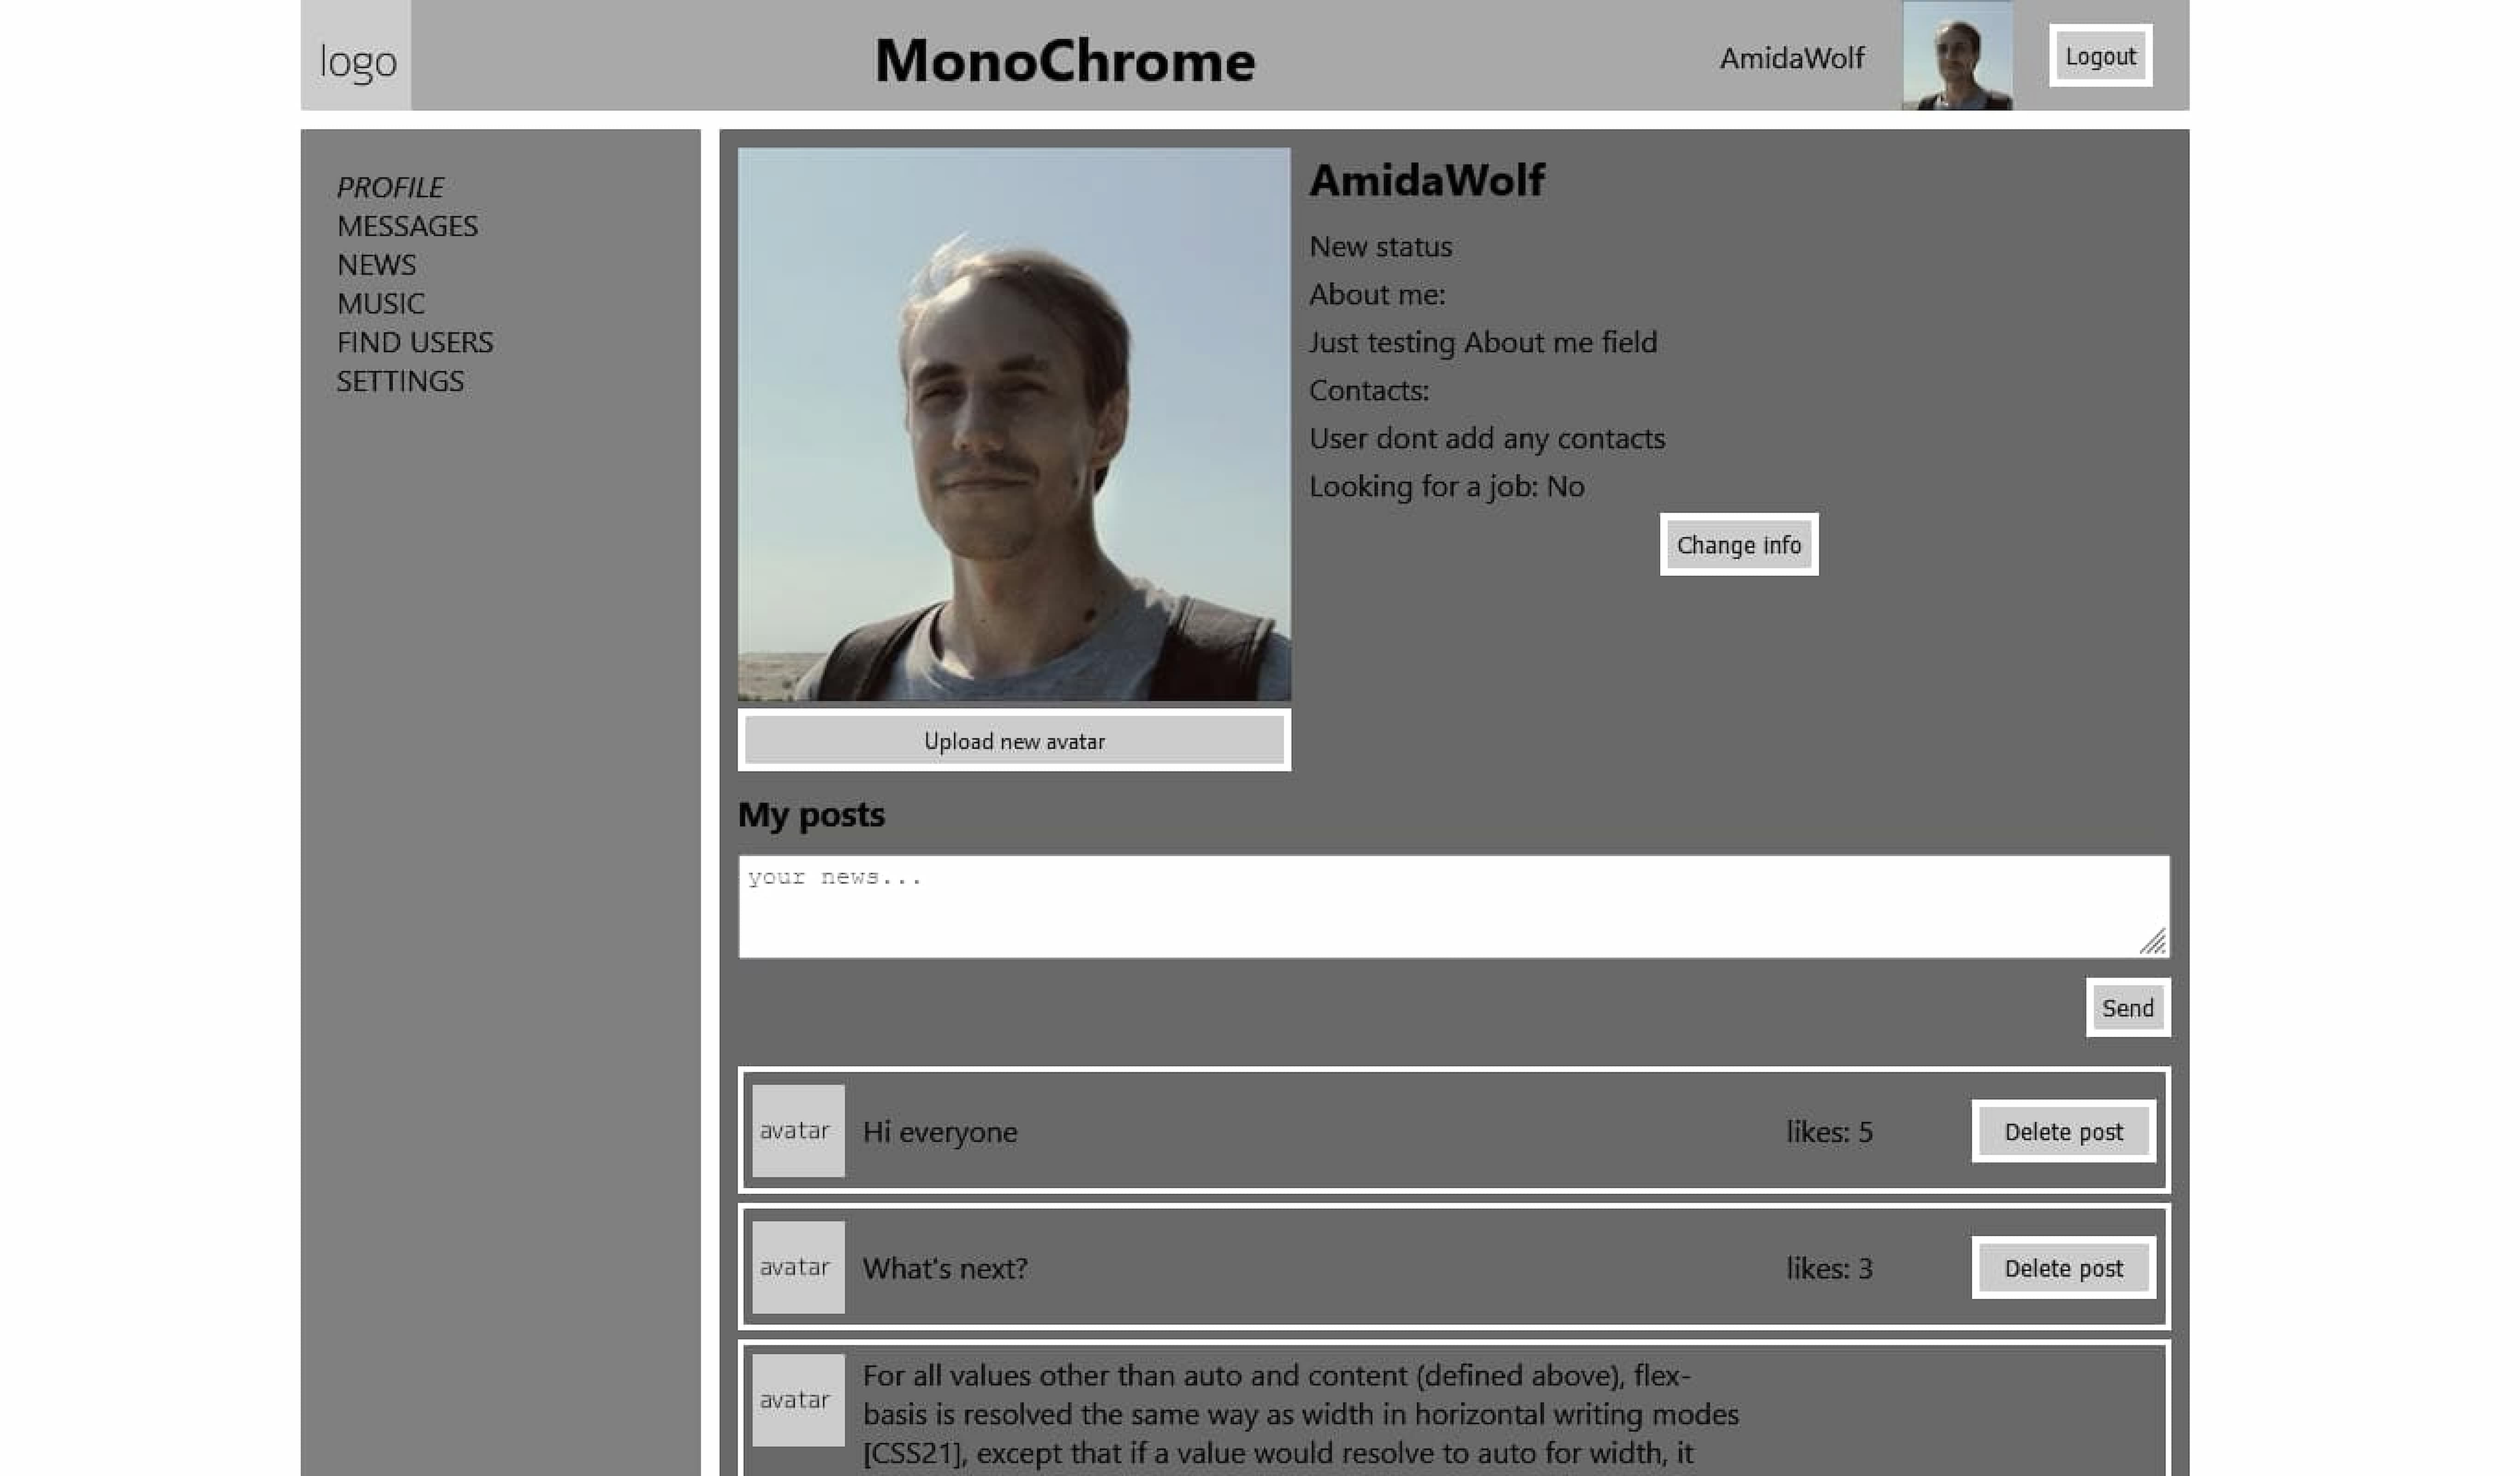 logo
MonoChrome
AmidaWolf
Logout
PROFILE
MESSAGES
NEWS
MUSIC
FIND USERS
SETTINGS
AmidaWolf
New status
About me:
Just testing About me field
Contacts:
User dont add any contacts
Looking for a job: No
Change info
Upload new avatar
My posts
your news...
Send
avatar Hi everyone likes: 5 Delete post
avatar What's next? likes: 3 Delete post
avatar
For all values other than auto and content (defined above), flex-
basis is resolved the same way as width in horizontal writing modes
[CSS21], except that if a value would resolve to auto for width, it